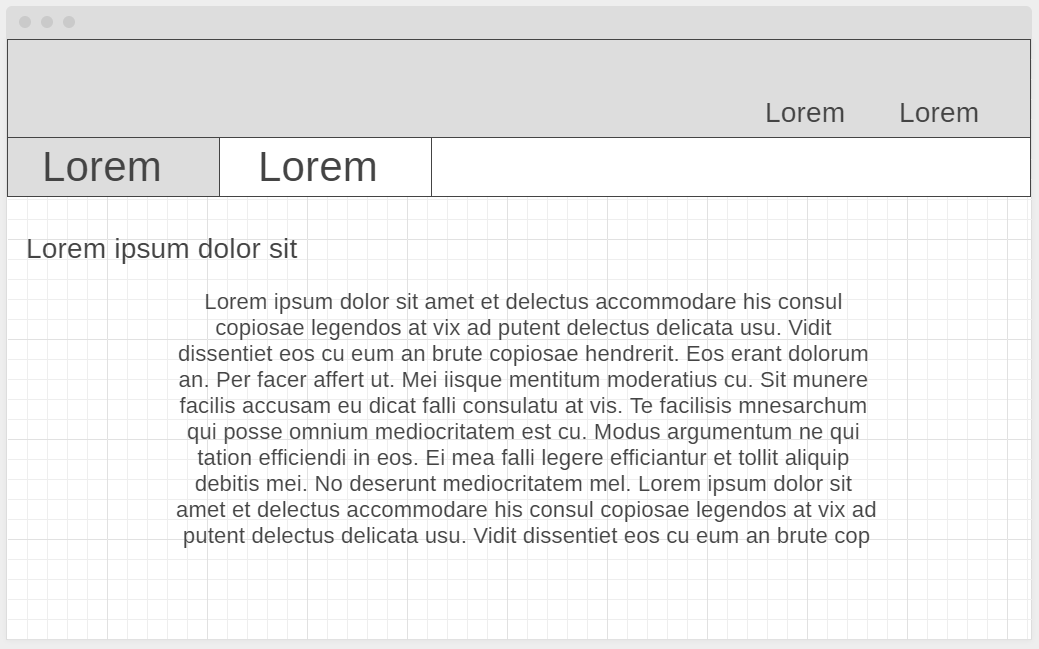 Lorem Lorem
Lorem Lorem
Lorem ipsum dolor sit
Lorem ipsum dolor sit amet et delectus accommodare his consul
copiosae legendos at vix ad putent delectus delicata usu. Vidit
dissentiet eos cu eum an brute copiosae hendrerit. Eos erant dolorum
an. Per facer affert ut. Mei iisque mentitum moderatius cu. Sit munere
facilis accusam eu dicat falli consulatu at vis. Te facilisis mnesarchum
qui posse omnium mediocritatem est cu. Modus argumentum ne qui
tation efficiendi in eos. Ei mea falli legere efficiantur et tollit aliquip
debitis mei. No deserunt mediocritatem mel. Lorem ipsum dolor sit
amet et delectus accommodare his consul copiosae legendos at vix ad
putent delectus delicata usu. Vidit dissentiet eos cu eum an brute cop